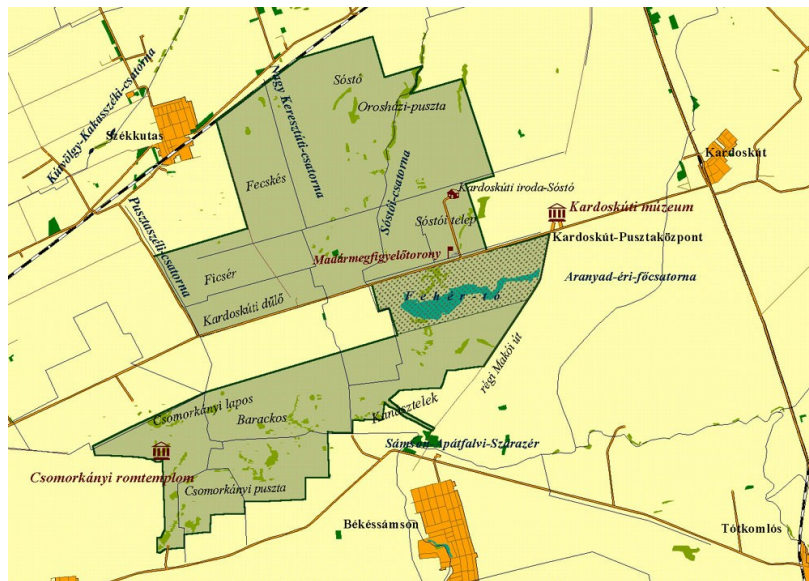 Sóstó
Orosházi-puszta
Nagy Keresztúti-csatorna
Kútvölgy-Kakasszéki-csatorna
Székkutas
Kardoskút
Fecskés
Sóstói-csatorna
Kardoskúti iroda-Sóstó
Pusztaszéli-csatorna
Sóstói telep
Kardoskúti múzeum
Kardoskút-Pusztaközpont
Madármegfigyelőtorony
Ficsér
Aranyad-éri-főcsatorna
Fehér-tó
Kardoskúti dűlő
régi Makói út
Csomorkányi lapos
Kanásztelek
Barackos
Sámson-Apátfalvi-Szárazér
Csomorkányi romtemplom
Csomorkányi puszta
Békéssámson
Tótkomlós